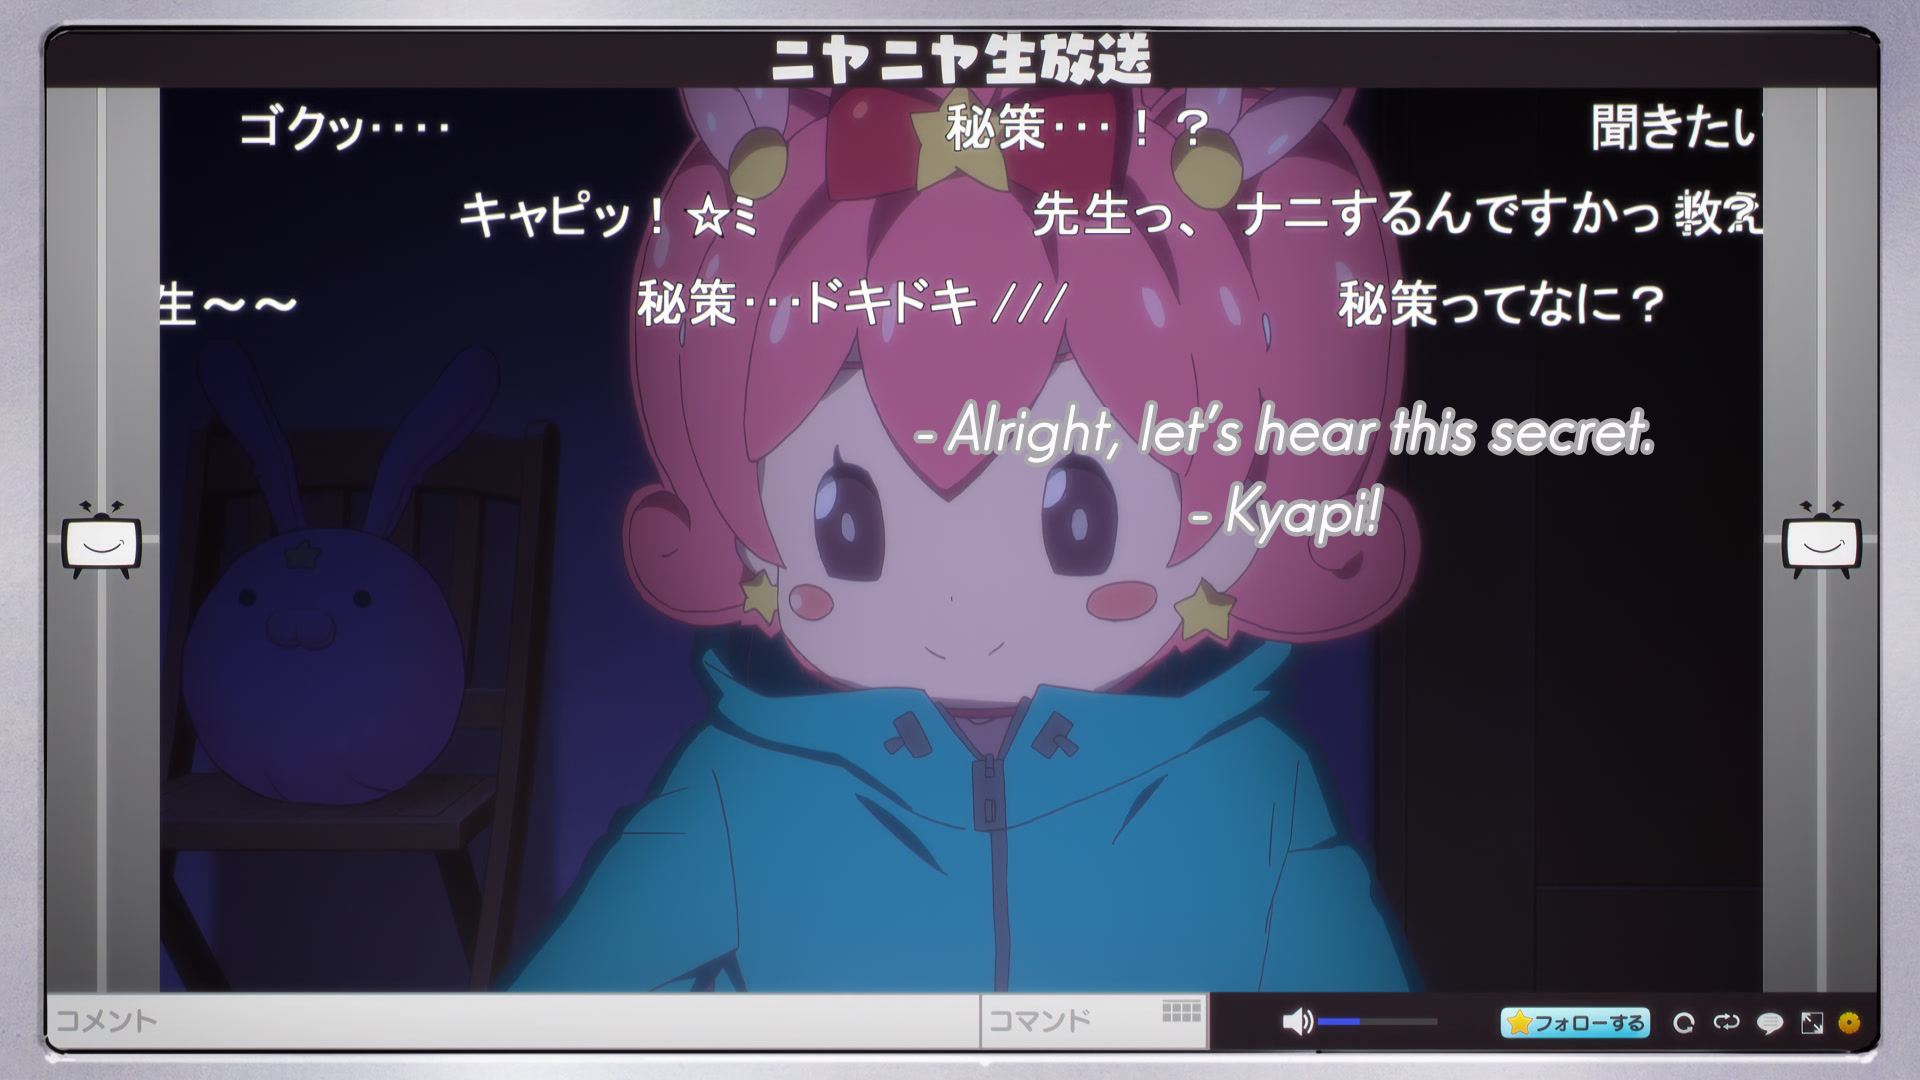 ニヤニヤ生放送
ゴクッ････
秘策･･･！？
聞きたい
キャピッ！☆ミ
先生っ、ナニするんですかっ
教え
生～～
秘策･･･ドキドキ ///
秘策ってなに？
- Alright, let's hear this secret.
- Kyapi!
コメント
コマンド
フォローする